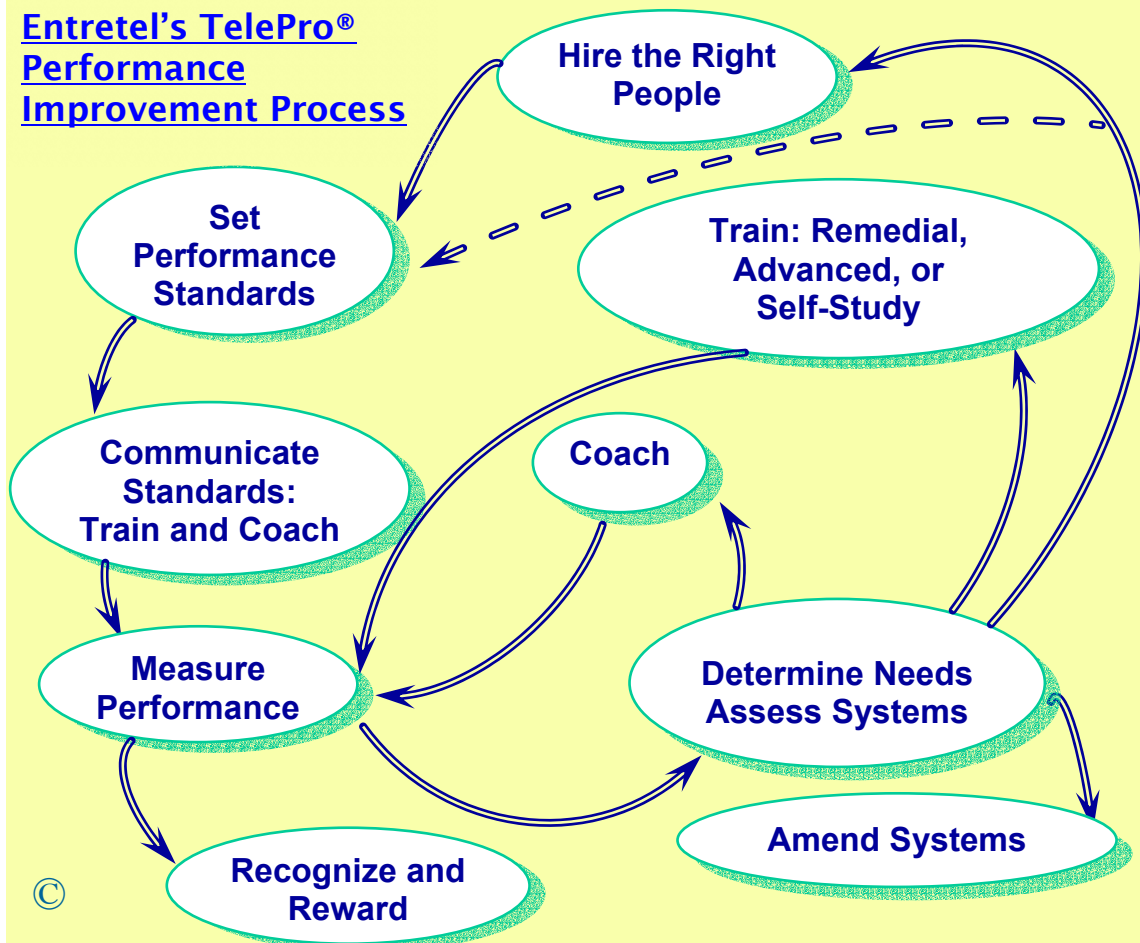 Entretel's TelePro®
Performance
Improvement Process
Hire the Right
People
Set
Performance
Standards
Train: Remedial,
Advanced, or
Self-Study
Communicate
Standards:
Train and Coach
Coach
Measure
Performance
Determine Needs
Assess Systems
Amend Systems
Recognize and
Reward
©